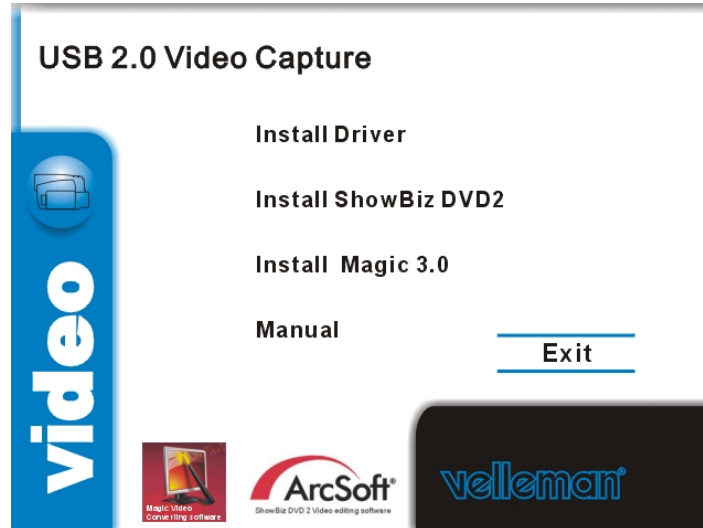 USB 2.0 Video Capture
Install Driver
Install ShowBiz DVD2
Install Magic 3.0
Manual
Exit
video
Magic Video
Converting software
ArcSoft®
ShowBiz DVD 2 Video editing software
velleman®